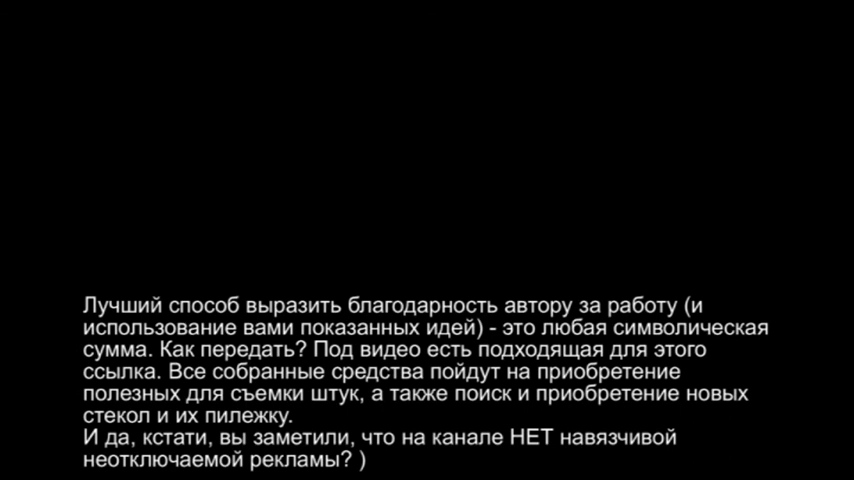 Лучший способ выразить благодарность автору за работу (и
использование вами показанных идей) - это любая символическая
сумма. Как передать? Под видео есть подходящая для этого
ссылка. Все собранные средства пойдут на приобретение
полезных для съемки штук, а также поиск и приобретение новых
стекол и их пилежку.
И да, кстати, вы заметили, что на канале НЕТ навязчивой
неотключаемой рекламы? )